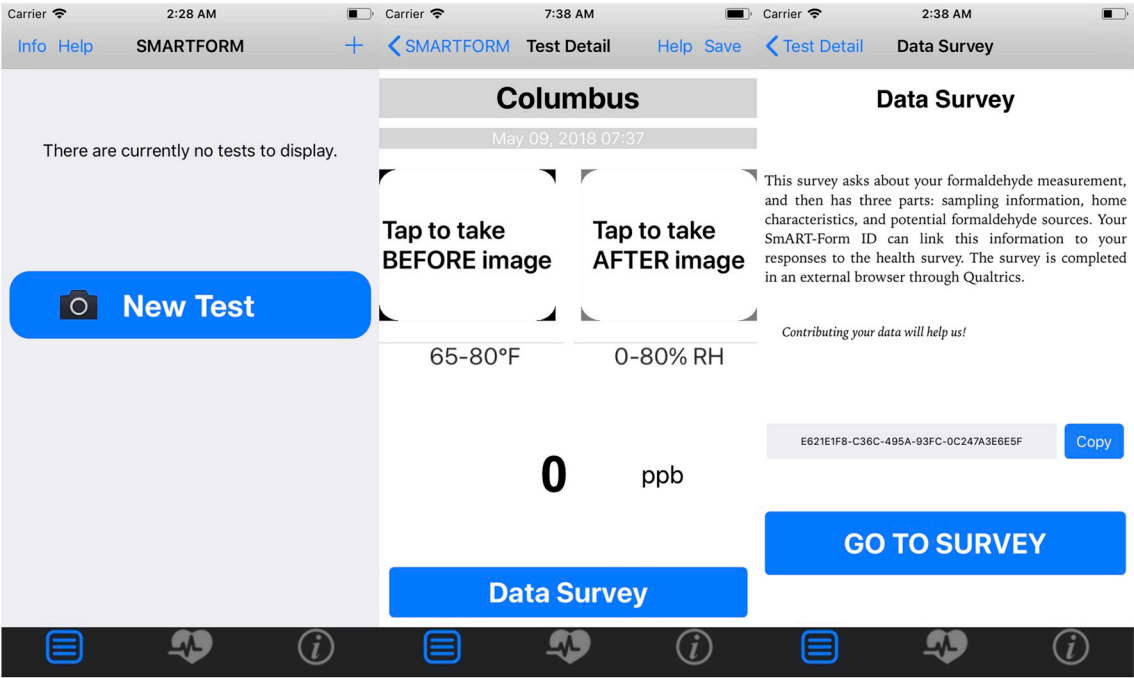 Carrier 2:28 AM
Info Help SMARTFORM +
There are currently no tests to display.
New Test
Carrier 7:38 AM
SMARTFORM Test Detail Help Save
Columbus
May 09, 2018 07:37
Tap to take
BEFORE image
Tap to take
AFTER image
65-80°F
0-80% RH
0 ppb
Data Survey
Carrier 2:38 AM
Test Detail Data Survey
Data Survey
This survey asks about your formaldehyde measurement,
and then has three parts: sampling information, home
characteristics, and potential formaldehyde sources. Your
SmART-Form ID can link this information to your
responses to the health survey. The survey is completed
in an external browser through Qualtrics.
Contributing your data will help us!
E621E1F8-C36C-495A-93FC-0C247A3E6E5F
Copy
GO TO SURVEY